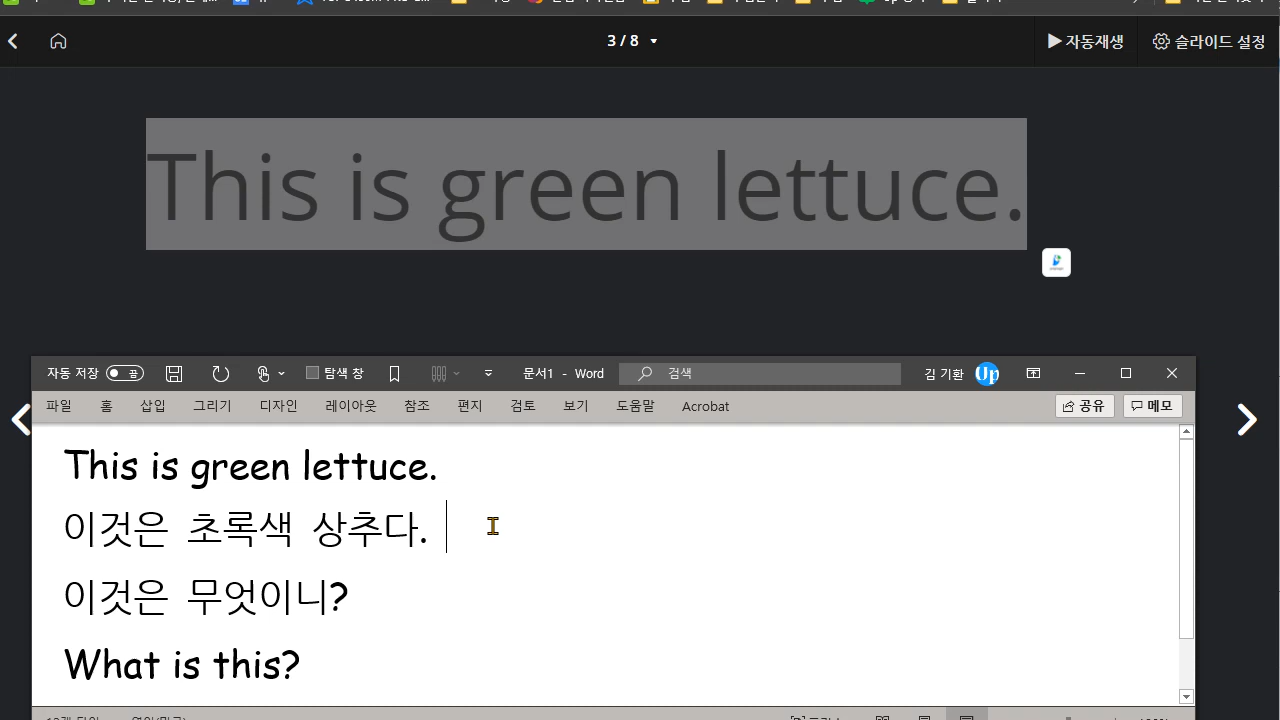 3 / 8
자동재생
슬라이드 설정
This is green lettuce.
자동 저장 끔 탐색 창 문서1 - Word 검색 김 기환 Up
파일 홈 삽입 그리기 디자인 레이아웃 참조 편지 검토 보기 도움말 Acrobat 공유 메모
This is green lettuce.
이것은 초록색 상추다.
이것은 무엇이니?
What is this?